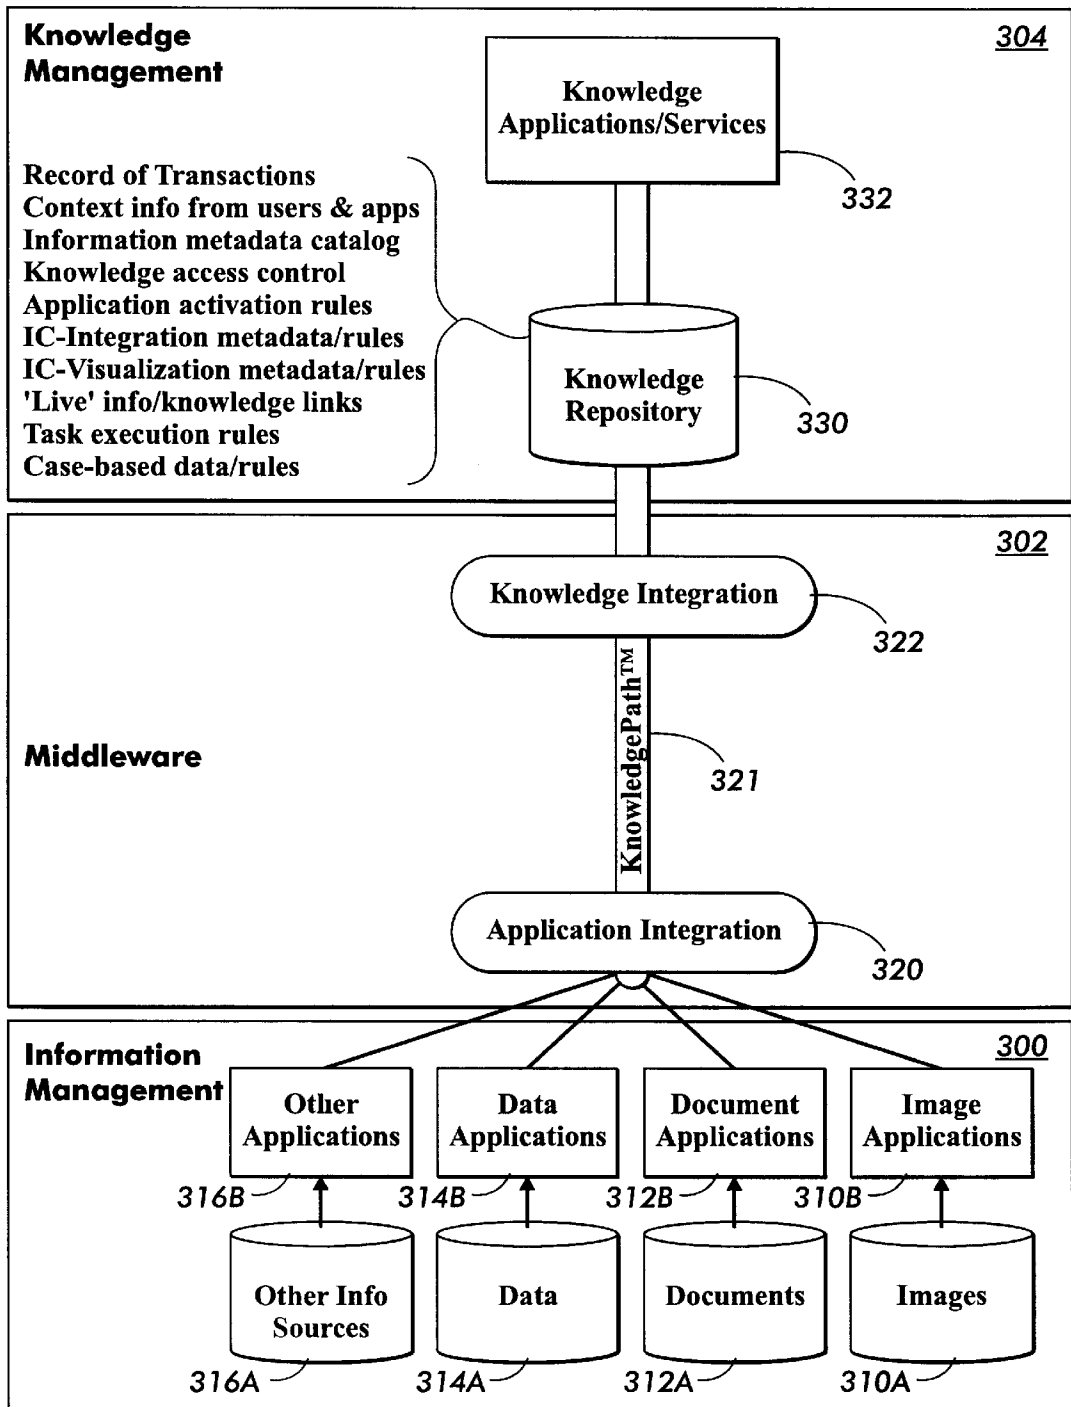 Knowledge
Management
304
Knowledge
Applications/Services
332
Record of Transactions
Context info from users & apps
Information metadata catalog
Knowledge access control
Application activation rules
IC-Integration metadata/rules
IC-Visualization metadata/rules
'Live' info/knowledge links
Task execution rules
Case-based data/rules
Knowledge
Repository
330
302
Knowledge Integration
322
Middleware
KnowledgePath™
321
Application Integration
320
Information
Management
300
Other
Applications
Data
Applications
Document
Applications
Image
Applications
316B
314B
312B
310B
Other Info
Sources
Data
Documents
Images
316A
314A
312A
310A